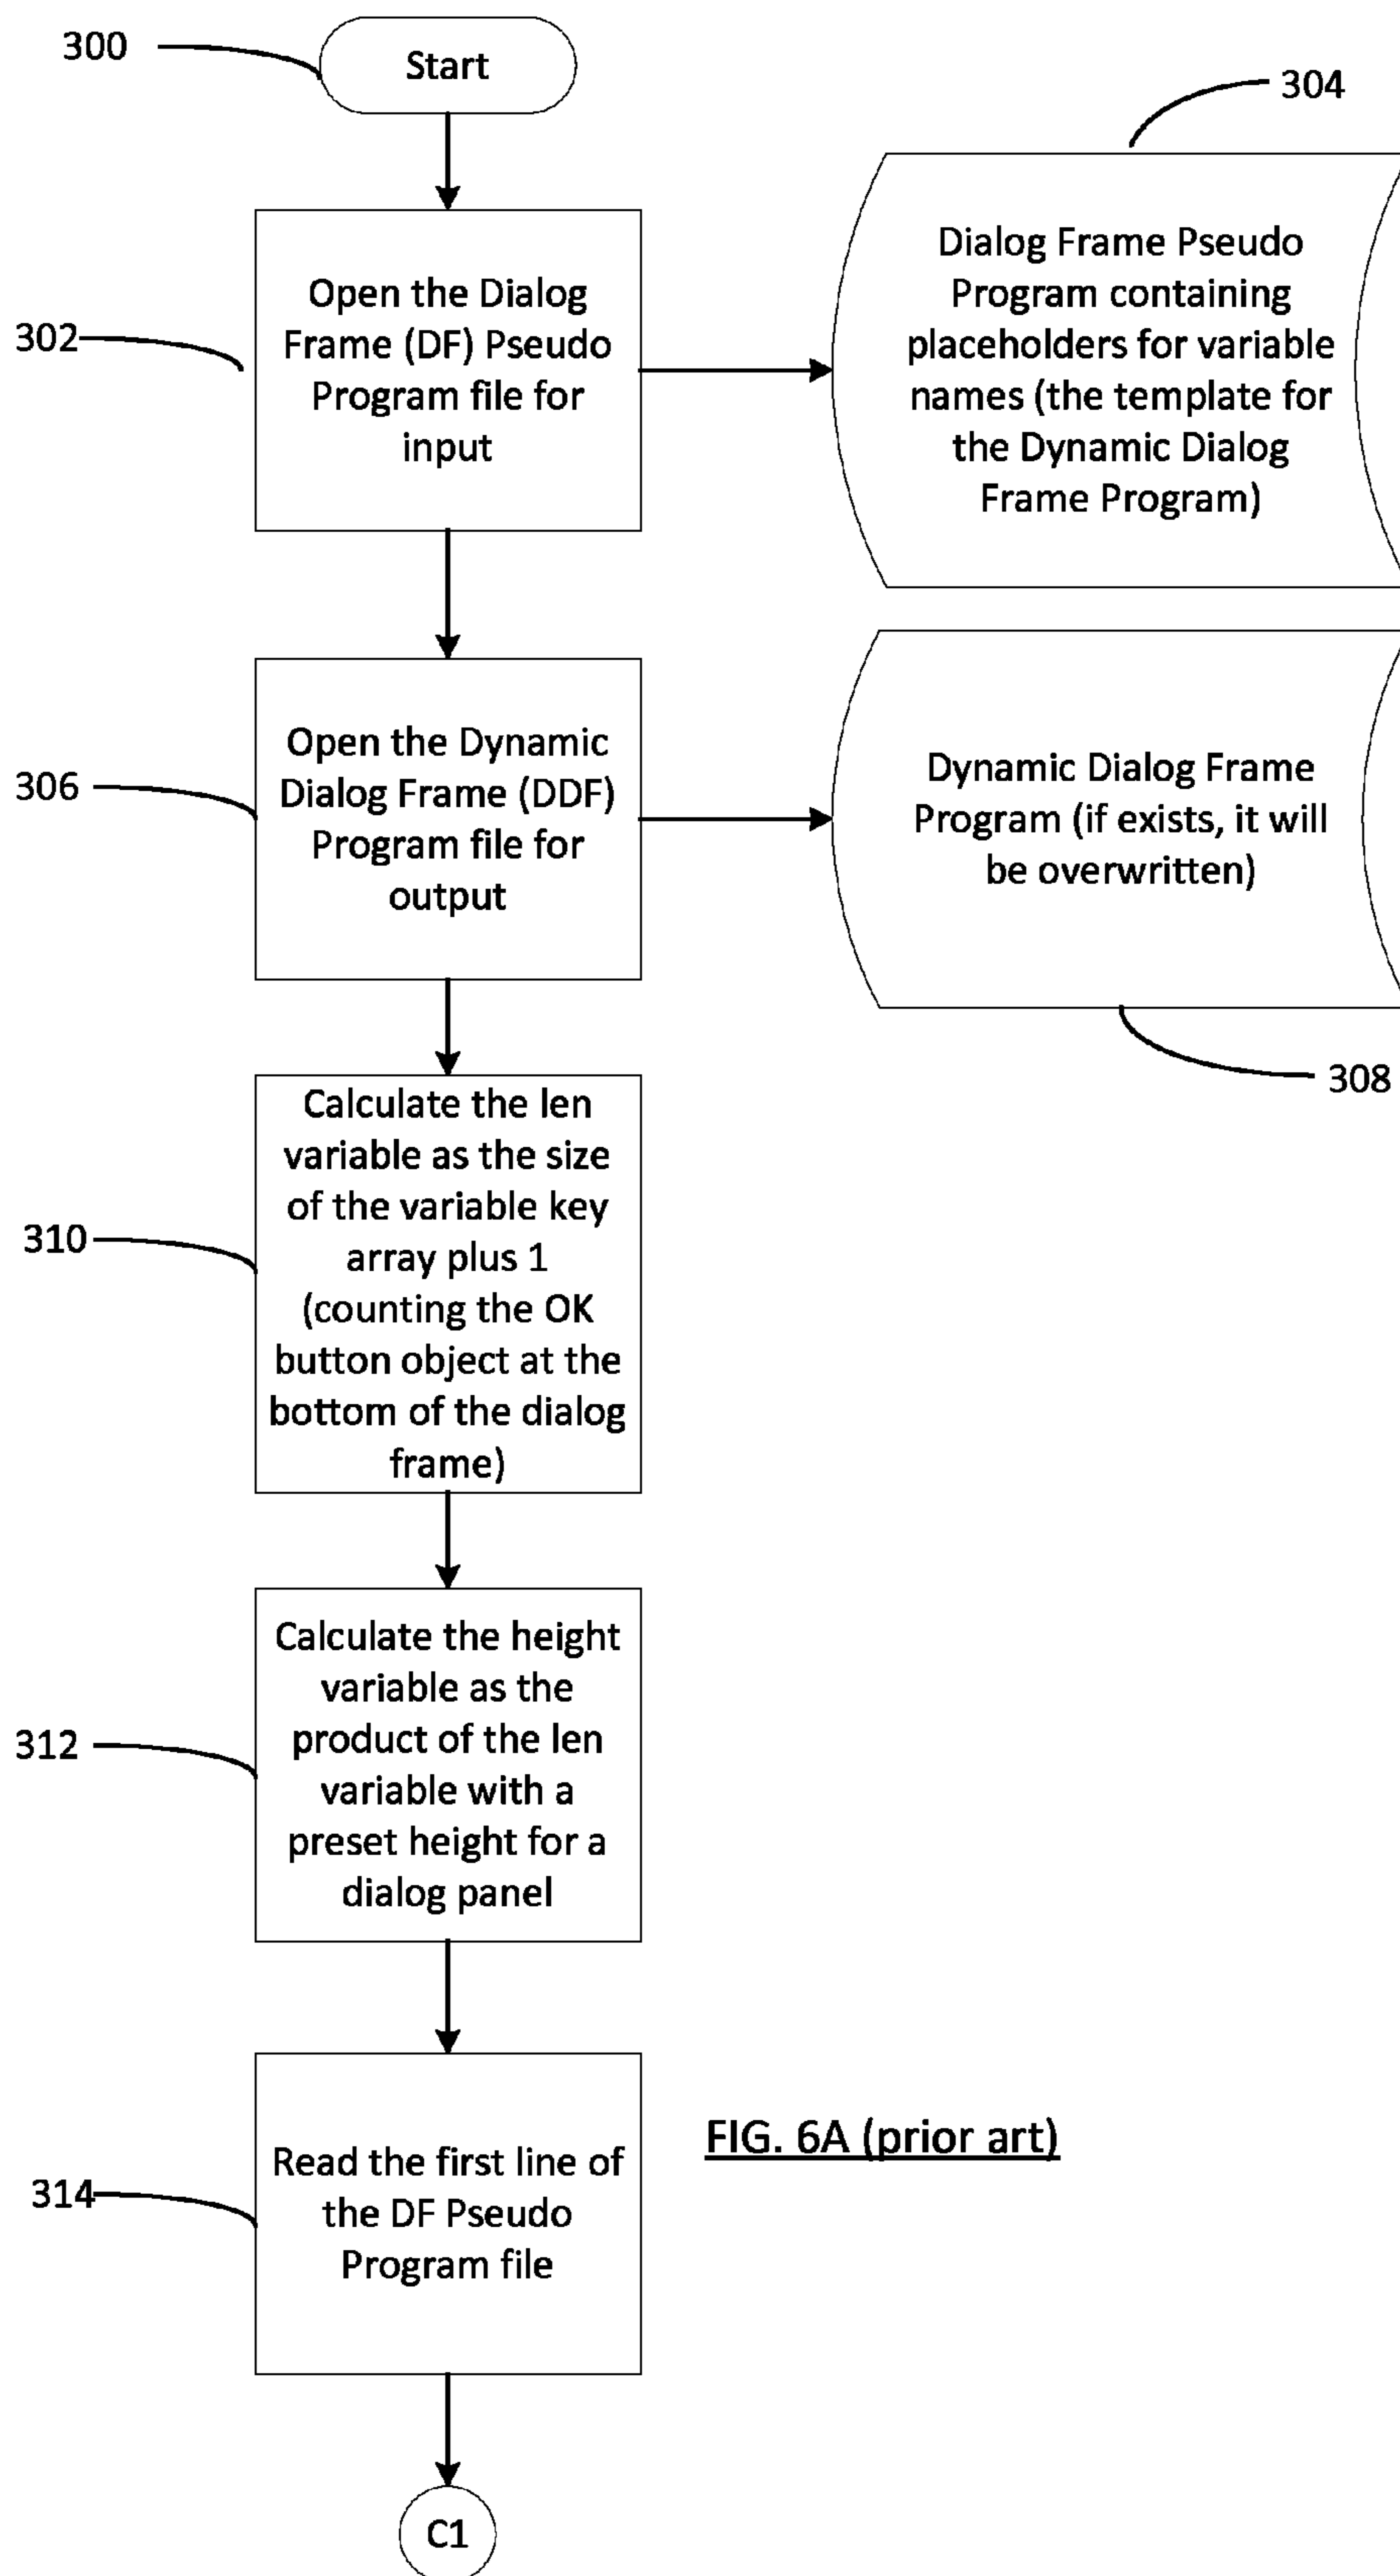 300
Start
304
302
Open the Dialog
Frame (DF) Pseudo
Program file for
input
Dialog Frame Pseudo
Program containing
placeholders for variable
names (the template for
the Dynamic Dialog
Frame Program)
306
Open the Dynamic
Dialog Frame (DDF)
Program file for
output
Dynamic Dialog Frame
Program (if exists, it will
be overwritten)
308
310
Calculate the len
variable as the size
of the variable key
array plus 1
(counting the OK
button object at the
bottom of the dialog
frame)
312
Calculate the height
variable as the
product of the len
variable with a
preset height for a
dialog panel
314
Read the first line of
the DF Pseudo
Program file
FIG. 6A (prior art)
C1